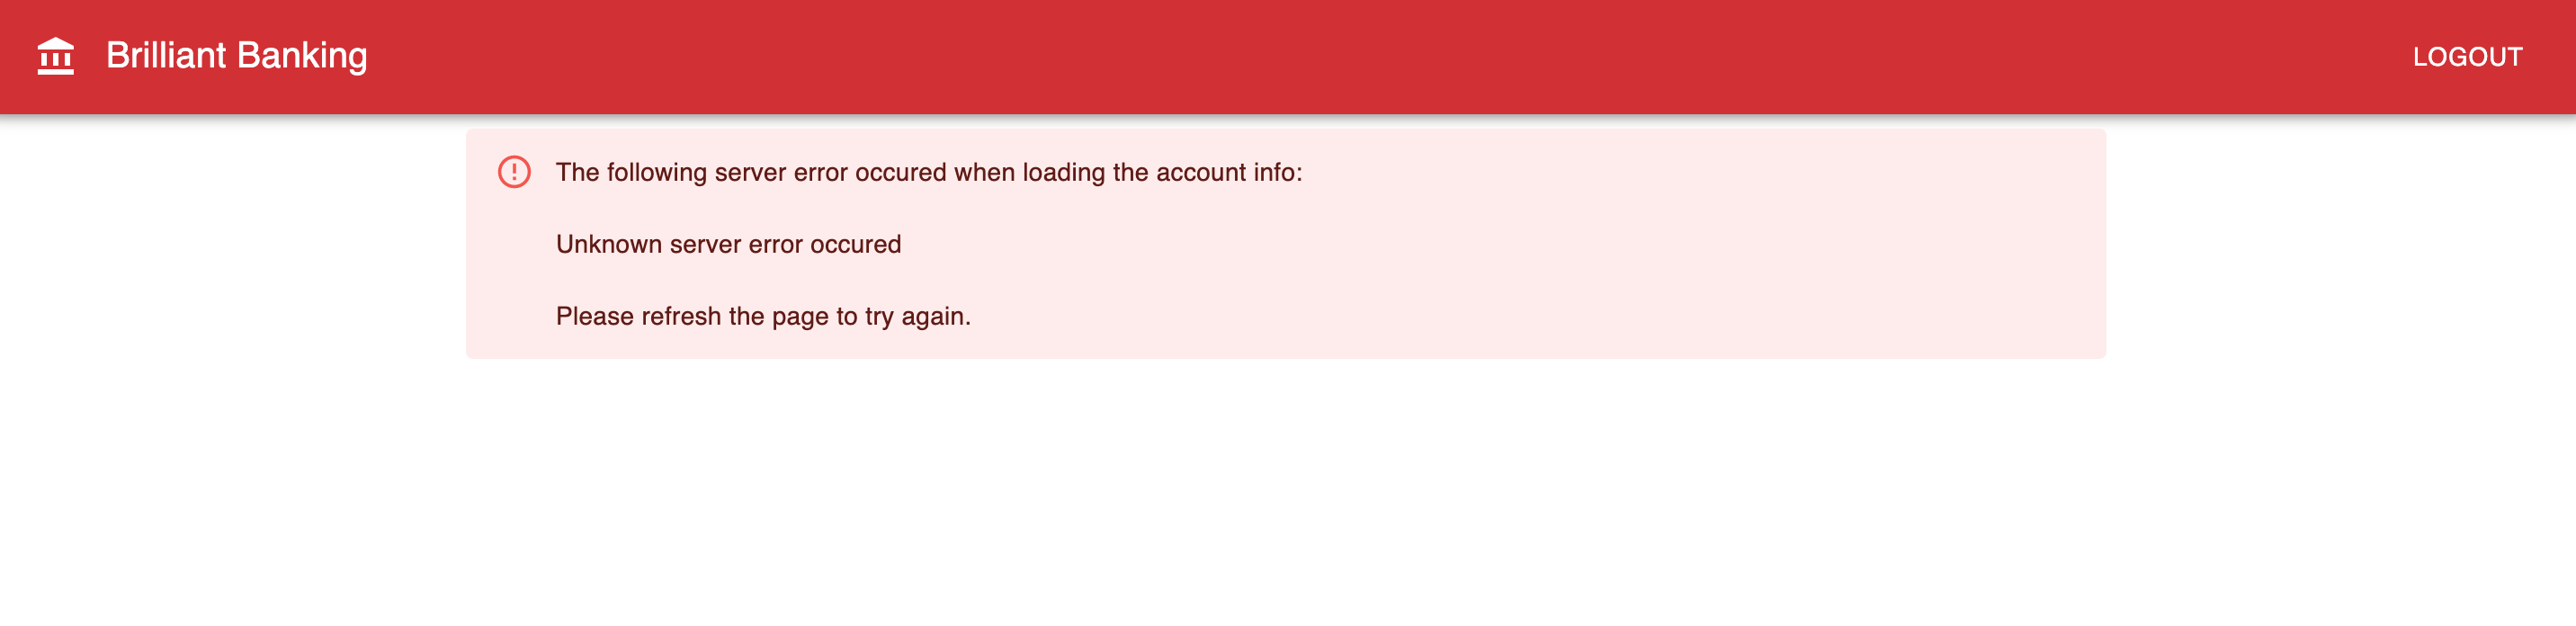 Brilliant Banking
LOGOUT
The following server error occured when loading the account info:
Unknown server error occured
Please refresh the page to try again.